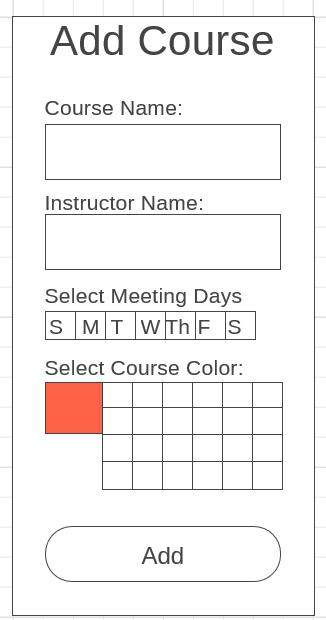 Add Course
Course Name:
Instructor Name:
Select Meeting Days
S M T W Th F S
Select Course Color:
Add